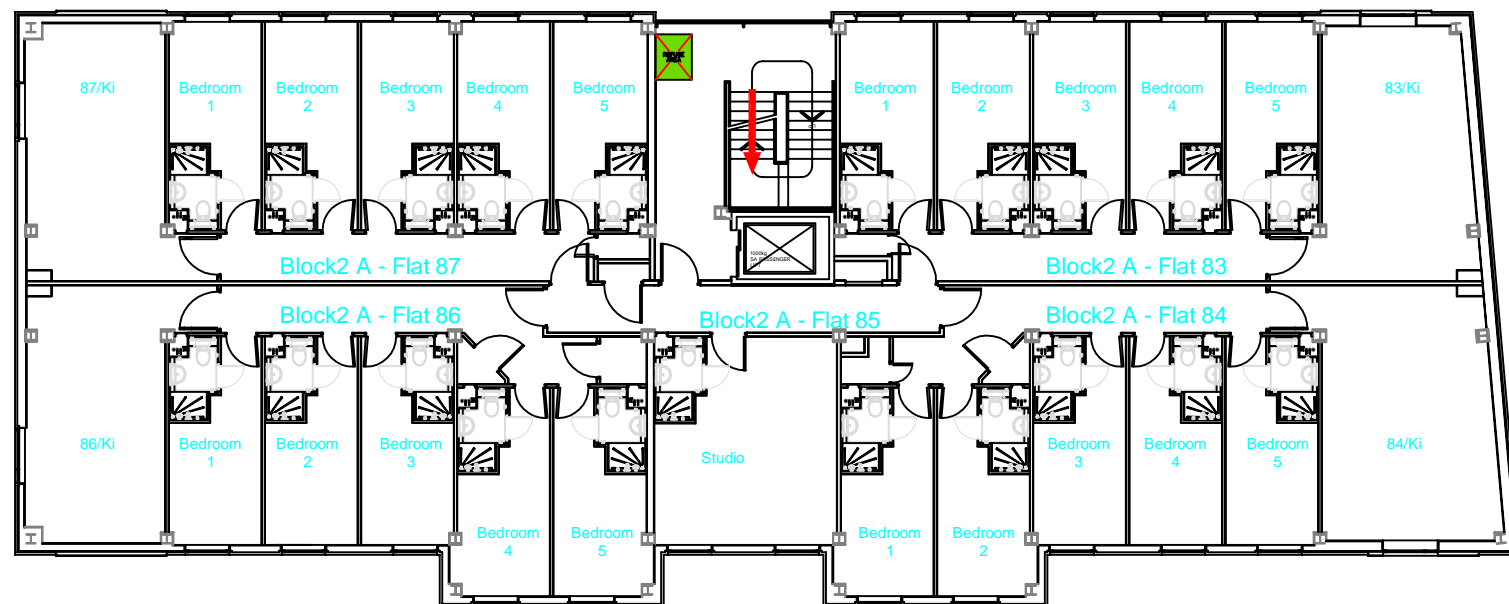 87/Ki
Bedroom
1
Bedroom
2
Bedroom
3
Bedroom
4
Bedroom
5
Bedroom
1
Bedroom
2
Bedroom
3
Bedroom
4
Bedroom
5
83/Ki
1000kg
Block2 A - Flat 87
Block2 A - Flat 83
Block2 A - Flat 86
Block2 A - Flat 85
Block2 A - Flat 84
86/Ki
Bedroom
1
Bedroom
2
Bedroom
3
Bedroom
4
Bedroom
5
Studio
Bedroom
1
Bedroom
2
Bedroom
3
Bedroom
4
Bedroom
5
84/Ki